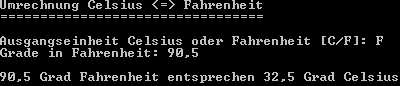 Umrechnung Celsius <=> Fahrenheit
=================================
Ausgangseinheit Celsius oder Fahrenheit [C/F]: F
Grade in Fahrenheit: 90,5
90,5 Grad Fahrenheit entsprechen 32,5 Grad Celsius